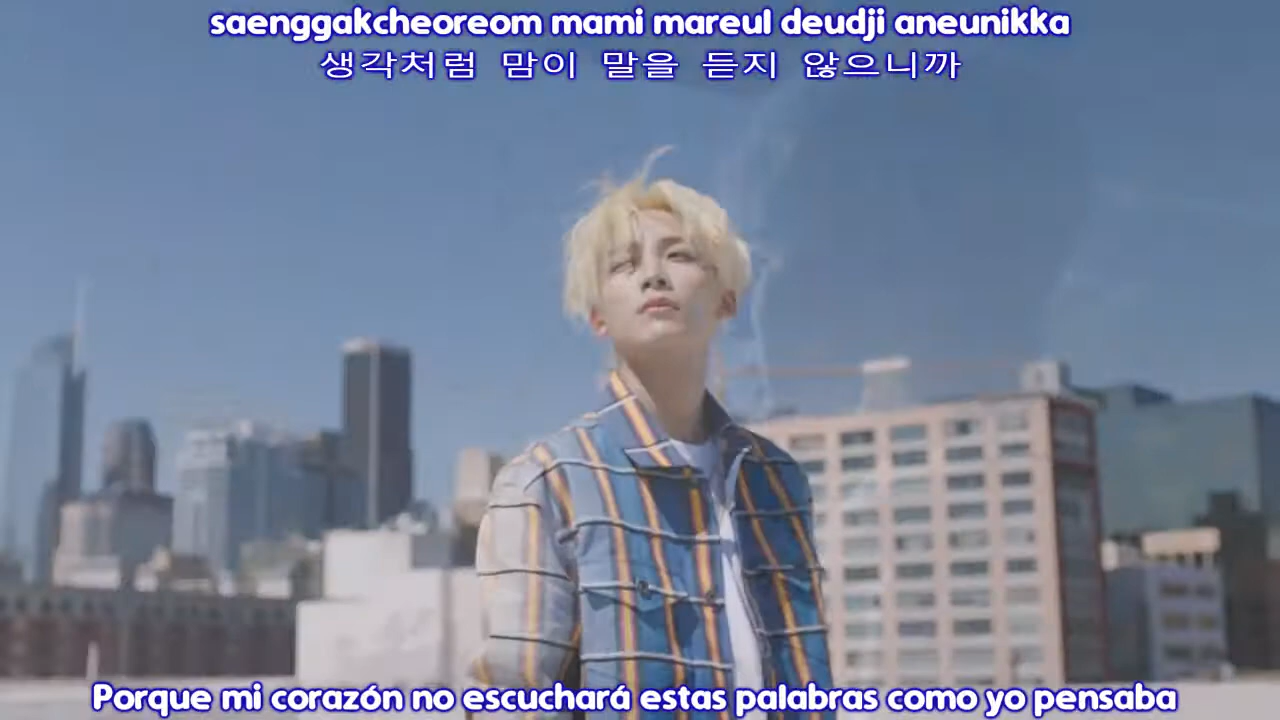 saenggakcheoreom mami mareul deudji aneunikka
생각처럼 맘이 말을 듣지 않으니까
Porque mi corazón no escuchará estas palabras como yo pensaba